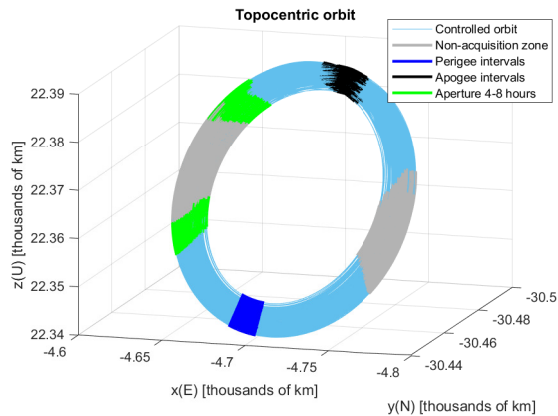 Topocentric orbit
Controlled orbit
Non-acquisition zone
Perigee intervals
Apogee intervals
Aperture 4-8 hours
22.39
22.38
22.37
22.36
22.35
22.34
z(U) [thousands of km]
-4.6
-4.65
-4.7
-4.75
-4.8
x(E) [thousands of km]
-30.5
-30.48
-30.46
-30.44
y(N) [thousands of km]